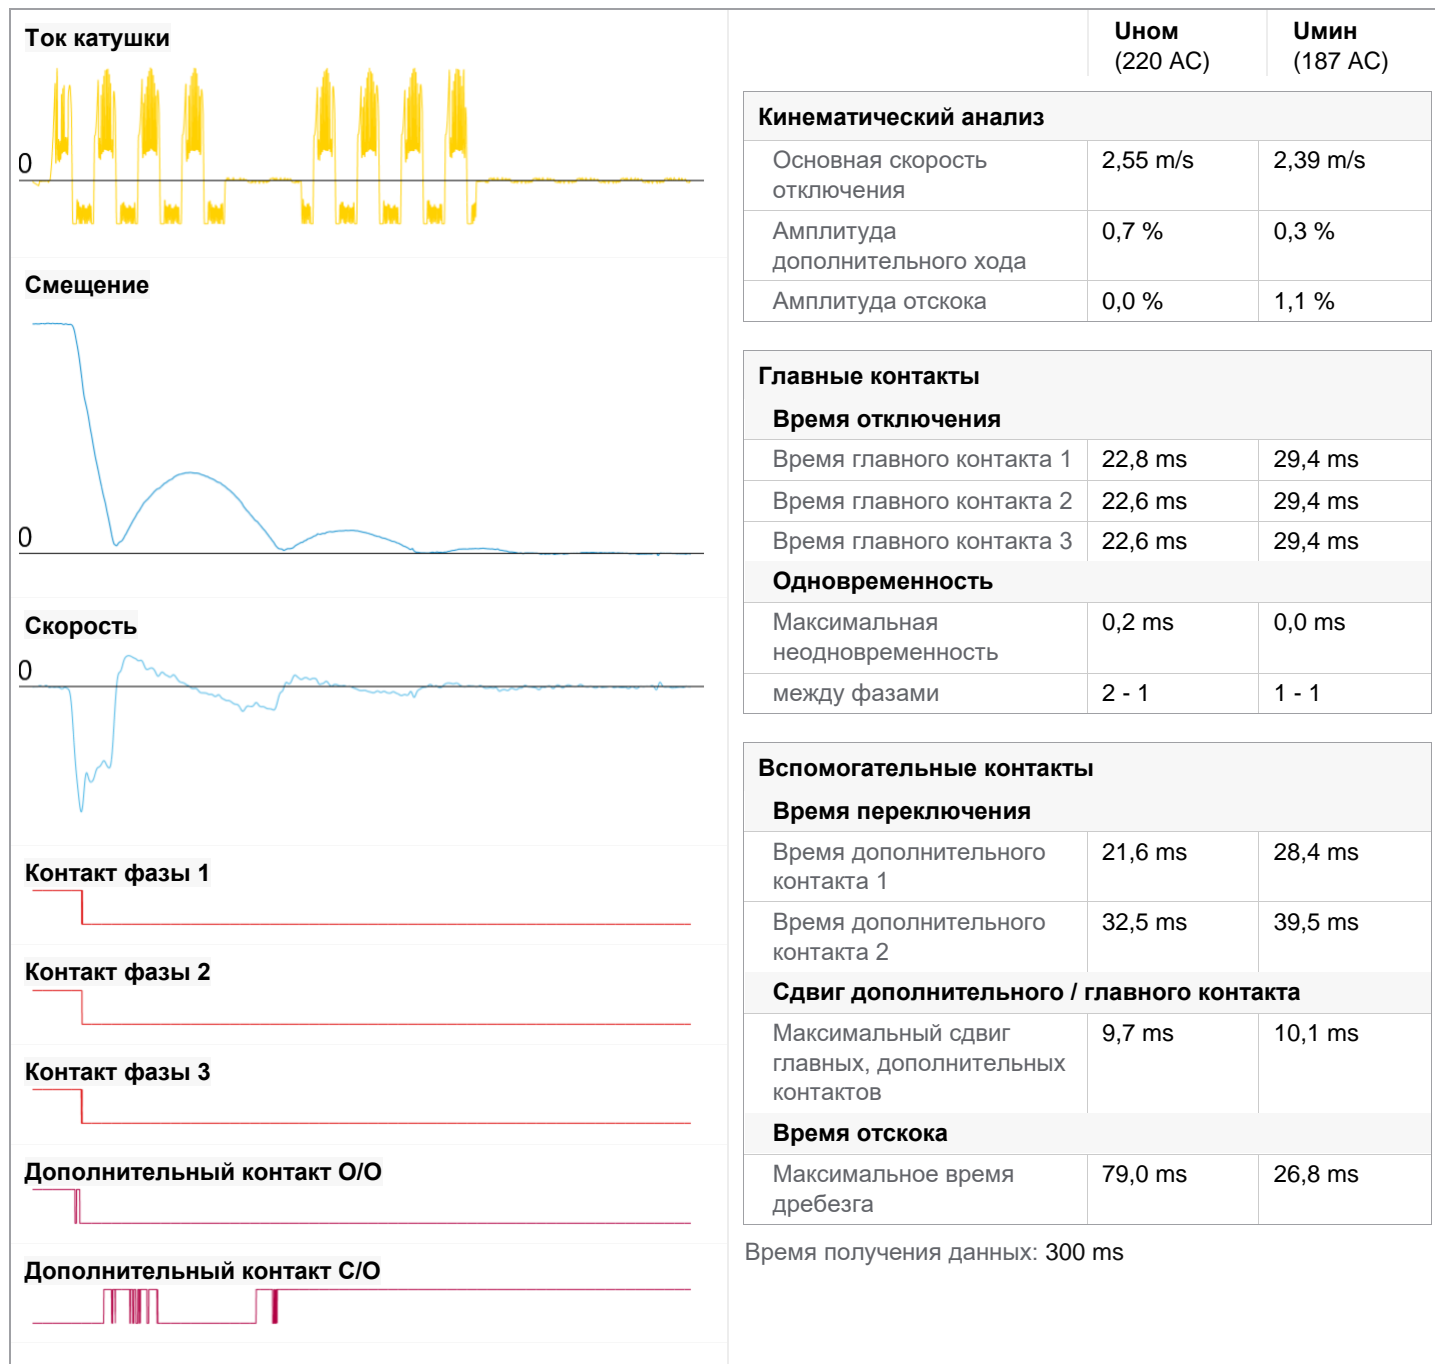 Ток катушки
0
Смещение
0
Скорость
0
Контакт фазы 1
Контакт фазы 2
Контакт фазы 3
Дополнительный контакт O/O
Дополнительный контакт C/O
Uном Uмин
(220 AC) (187 AC)
Кинематический анализ
Основная скорость 2,55 m/s 2,39 m/s
отключения
Амплитуда 0,7 % 0,3 %
дополнительного хода
Амплитуда отскока 0,0 % 1,1 %
Главные контакты
Время отключения
Время главного контакта 1 22,8 ms 29,4 ms
Время главного контакта 2 22,6 ms 29,4 ms
Время главного контакта 3 22,6 ms 29,4 ms
Одновременность
Максимальная 0,2 ms 0,0 ms
неодновременность
между фазами 2 - 1 1 - 1
Вспомогательные контакты
Время переключения
Время дополнительного 21,6 ms 28,4 ms
контакта 1
Время дополнительного 32,5 ms 39,5 ms
контакта 2
Сдвиг дополнительного / главного контакта
Максимальный сдвиг 9,7 ms 10,1 ms
главных, дополнительных
контактов
Время отскока
Максимальное время 79,0 ms 26,8 ms
дребезга
Время получения данных: 300 ms